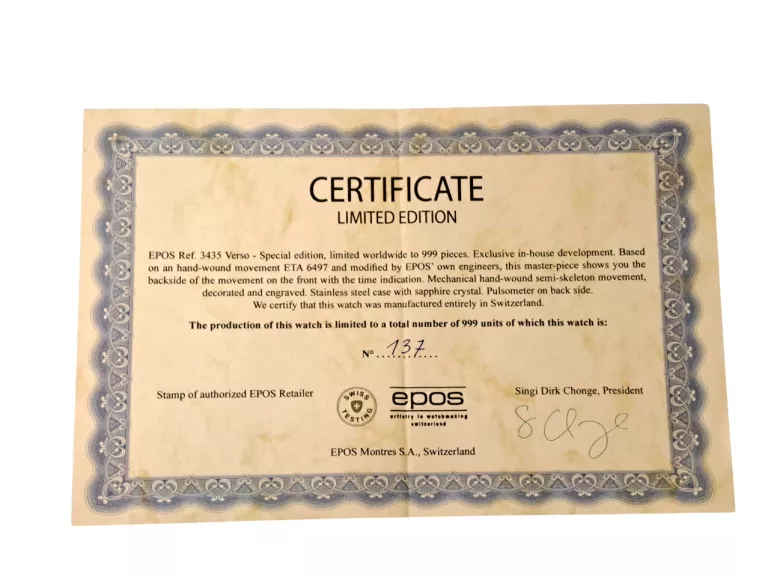 CERTIFICATE
LIMITED EDITION
EPOS Ref. 3435 Verso - Special edition, limited worldwide to 999 pieces. Exclusive in-house development. Based
on an hand-wound movement ETA 6497 and modified by EPOS' own engineers, this master-piece shows you the
backside of the movement on the front with the time indication. Mechanical hand-wound semi-skeleton movement,
decorated and engraved. Stainless steel case with sapphire crystal. Pulsometer on back side.
We certify that this watch was manufactured entirely in Switzerland.
The production of this watch is limited to a total number of 999 units of which this watch is:
N° 137
Stamp of authorized EPOS Retailer
SWISS TESTING
epos
artistry in watchmaking
switzerland
Singi Dirk Chonge, President
EPOS Montres S.A., Switzerland